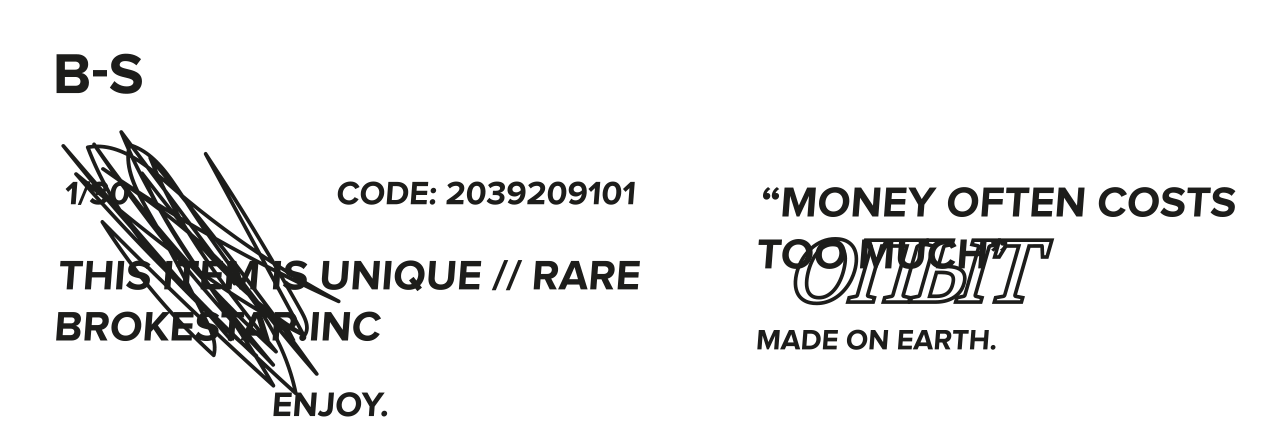 B-S
1/30
CODE: 2039209101
THIS ITEM IS UNIQUE // RARE
BROKESTAR.INC
ENJOY.
“MONEY OFTEN COSTS
TOO MUCH”
ОПЫТ
MADE ON EARTH.